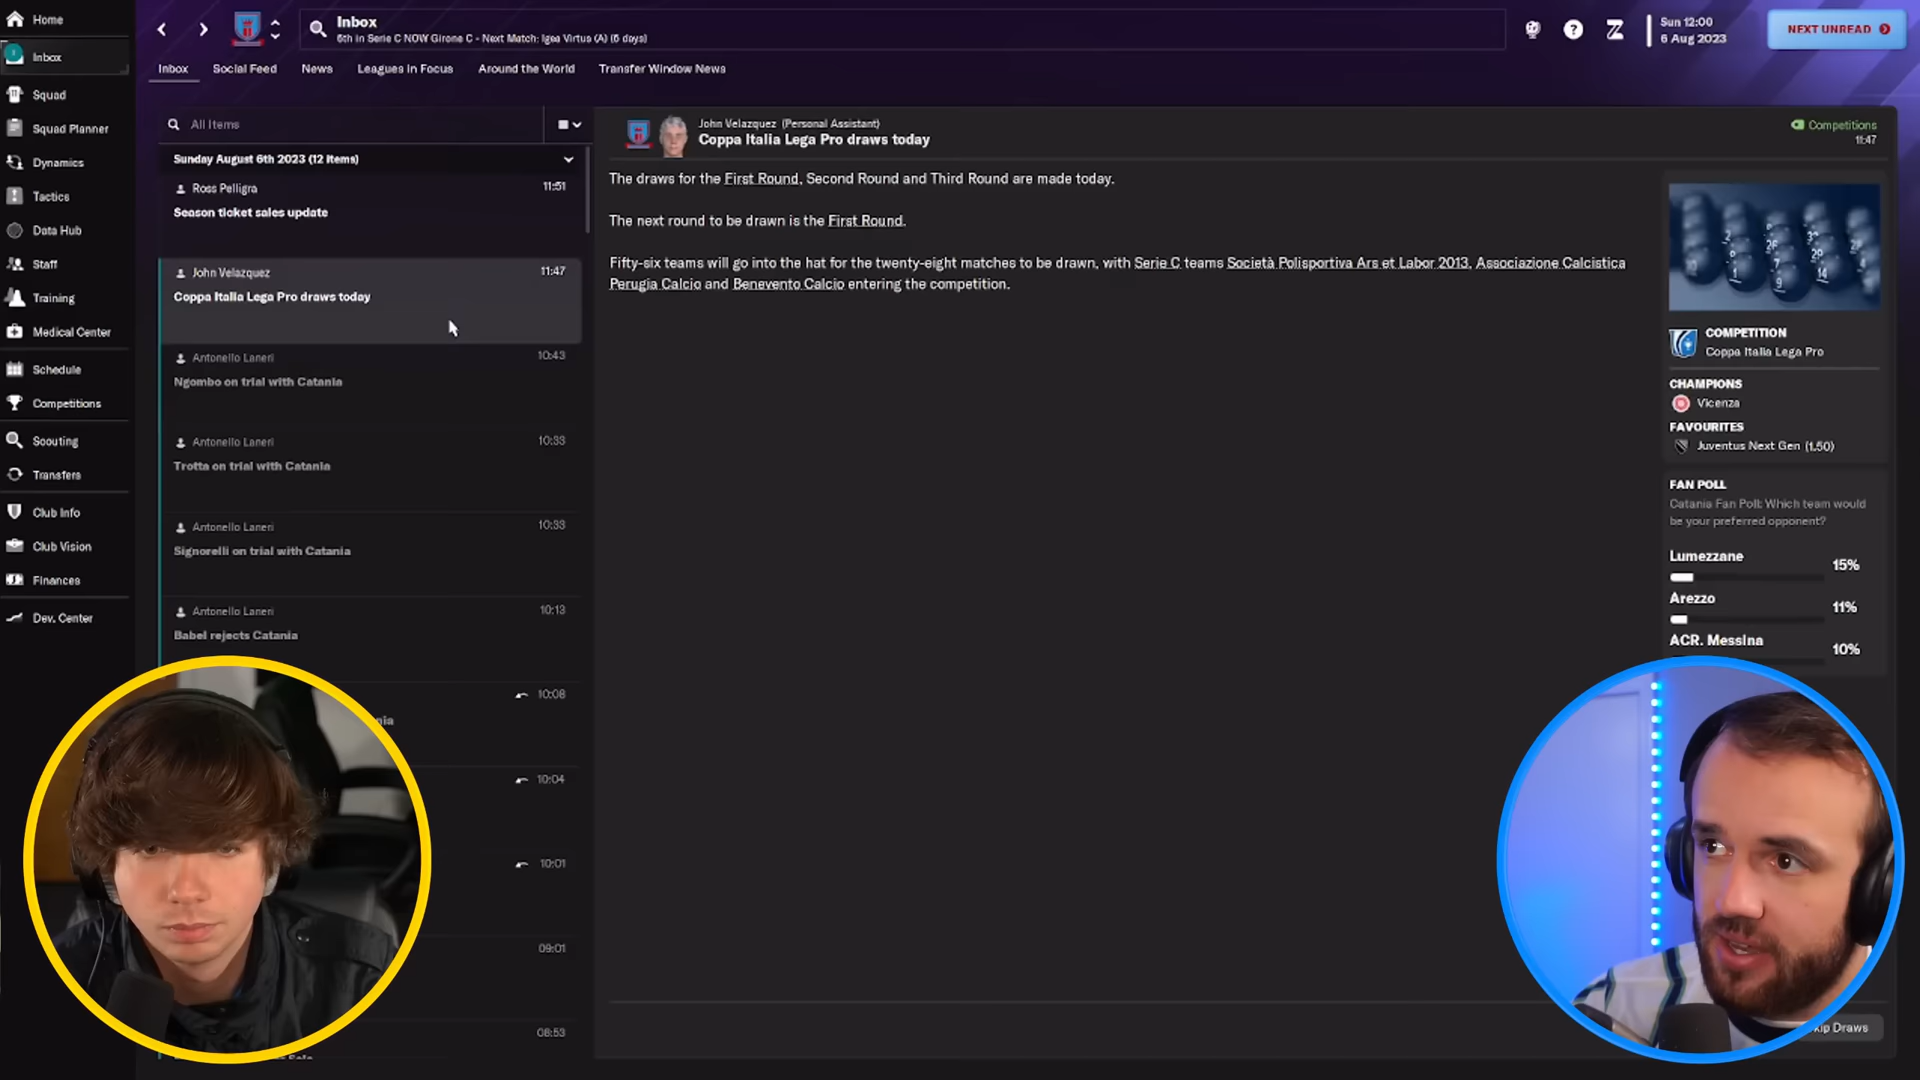 Home
Inbox
Squad
Squad Planner
Dynamics
Tactics
Data Hub
Staff
Training
Medical Center
Schedule
Competitions
Scouting
Transfers
Club Info
Club Vision
Finances
Dev. Center
Inbox
6th in Serie C NOW Girone C - Next Match: Igea Virtus (A) (6 days)
Sun 12:00
6 Aug 2023
NEXT UNREAD
Inbox
Social Feed
News
Leagues In Focus
Around the World
Transfer Window News
All Items
Sunday August 6th 2023 (12 Items)
Ross Pelligra
11:51
Season ticket sales update
John Velazquez
11:47
Coppa Italia Lega Pro draws today
Antonello Laneri
10:43
Ngombo on trial with Catania
Antonello Laneri
10:33
Trotta on trial with Catania
Antonello Laneri
10:33
Signorelli on trial with Catania
Antonello Laneri
10:13
Babel rejects Catania
10:08
10:04
10:01
09:01
08:53
John Velazquez (Personal Assistant)
Coppa Italia Lega Pro draws today
Competitions
11:47
The draws for the First Round, Second Round and Third Round are made today.
The next round to be drawn is the First Round.
Fifty-six teams will go into the hat for the twenty-eight matches to be drawn, with Serie C teams Società Polisportiva Ars et Labor 2013, Associazione Calcistica
Perugia Calcio and Benevento Calcio entering the competition.
COMPETITION
Coppa Italia Lega Pro
CHAMPIONS
Vicenza
FAVOURITES
Juventus Next Gen (1.50)
FAN POLL
Catania Fan Poll: Which team would
be your preferred opponent?
Lumezzane
15%
Arezzo
11%
ACR. Messina
10%
Draws